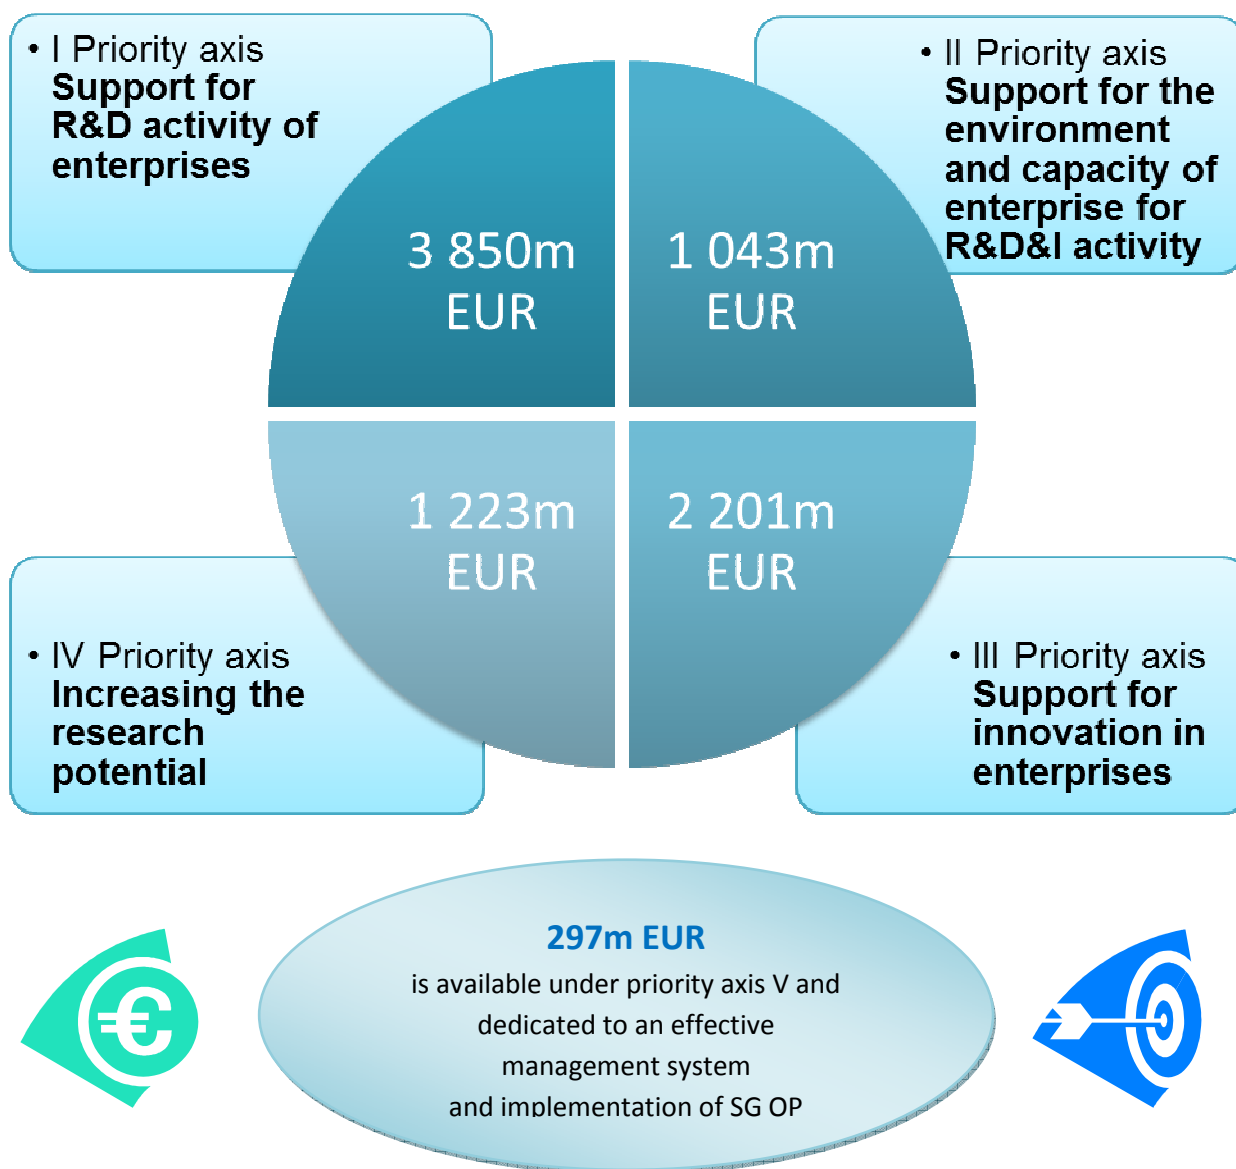 • I Priority axis
Support for
R&D activity of
enterprises
• II Priority axis
Support for the
environment
and capacity of
enterprise for
R&D&I activity
3 850m
EUR
1 043m
EUR
1 223m
EUR
2 201m
EUR
• IV Priority axis
Increasing the
research
potential
• III Priority axis
Support for
innovation in
enterprises
297m EUR
is available under priority axis V and
dedicated to an effective
management system
and implementation of SG OP
€